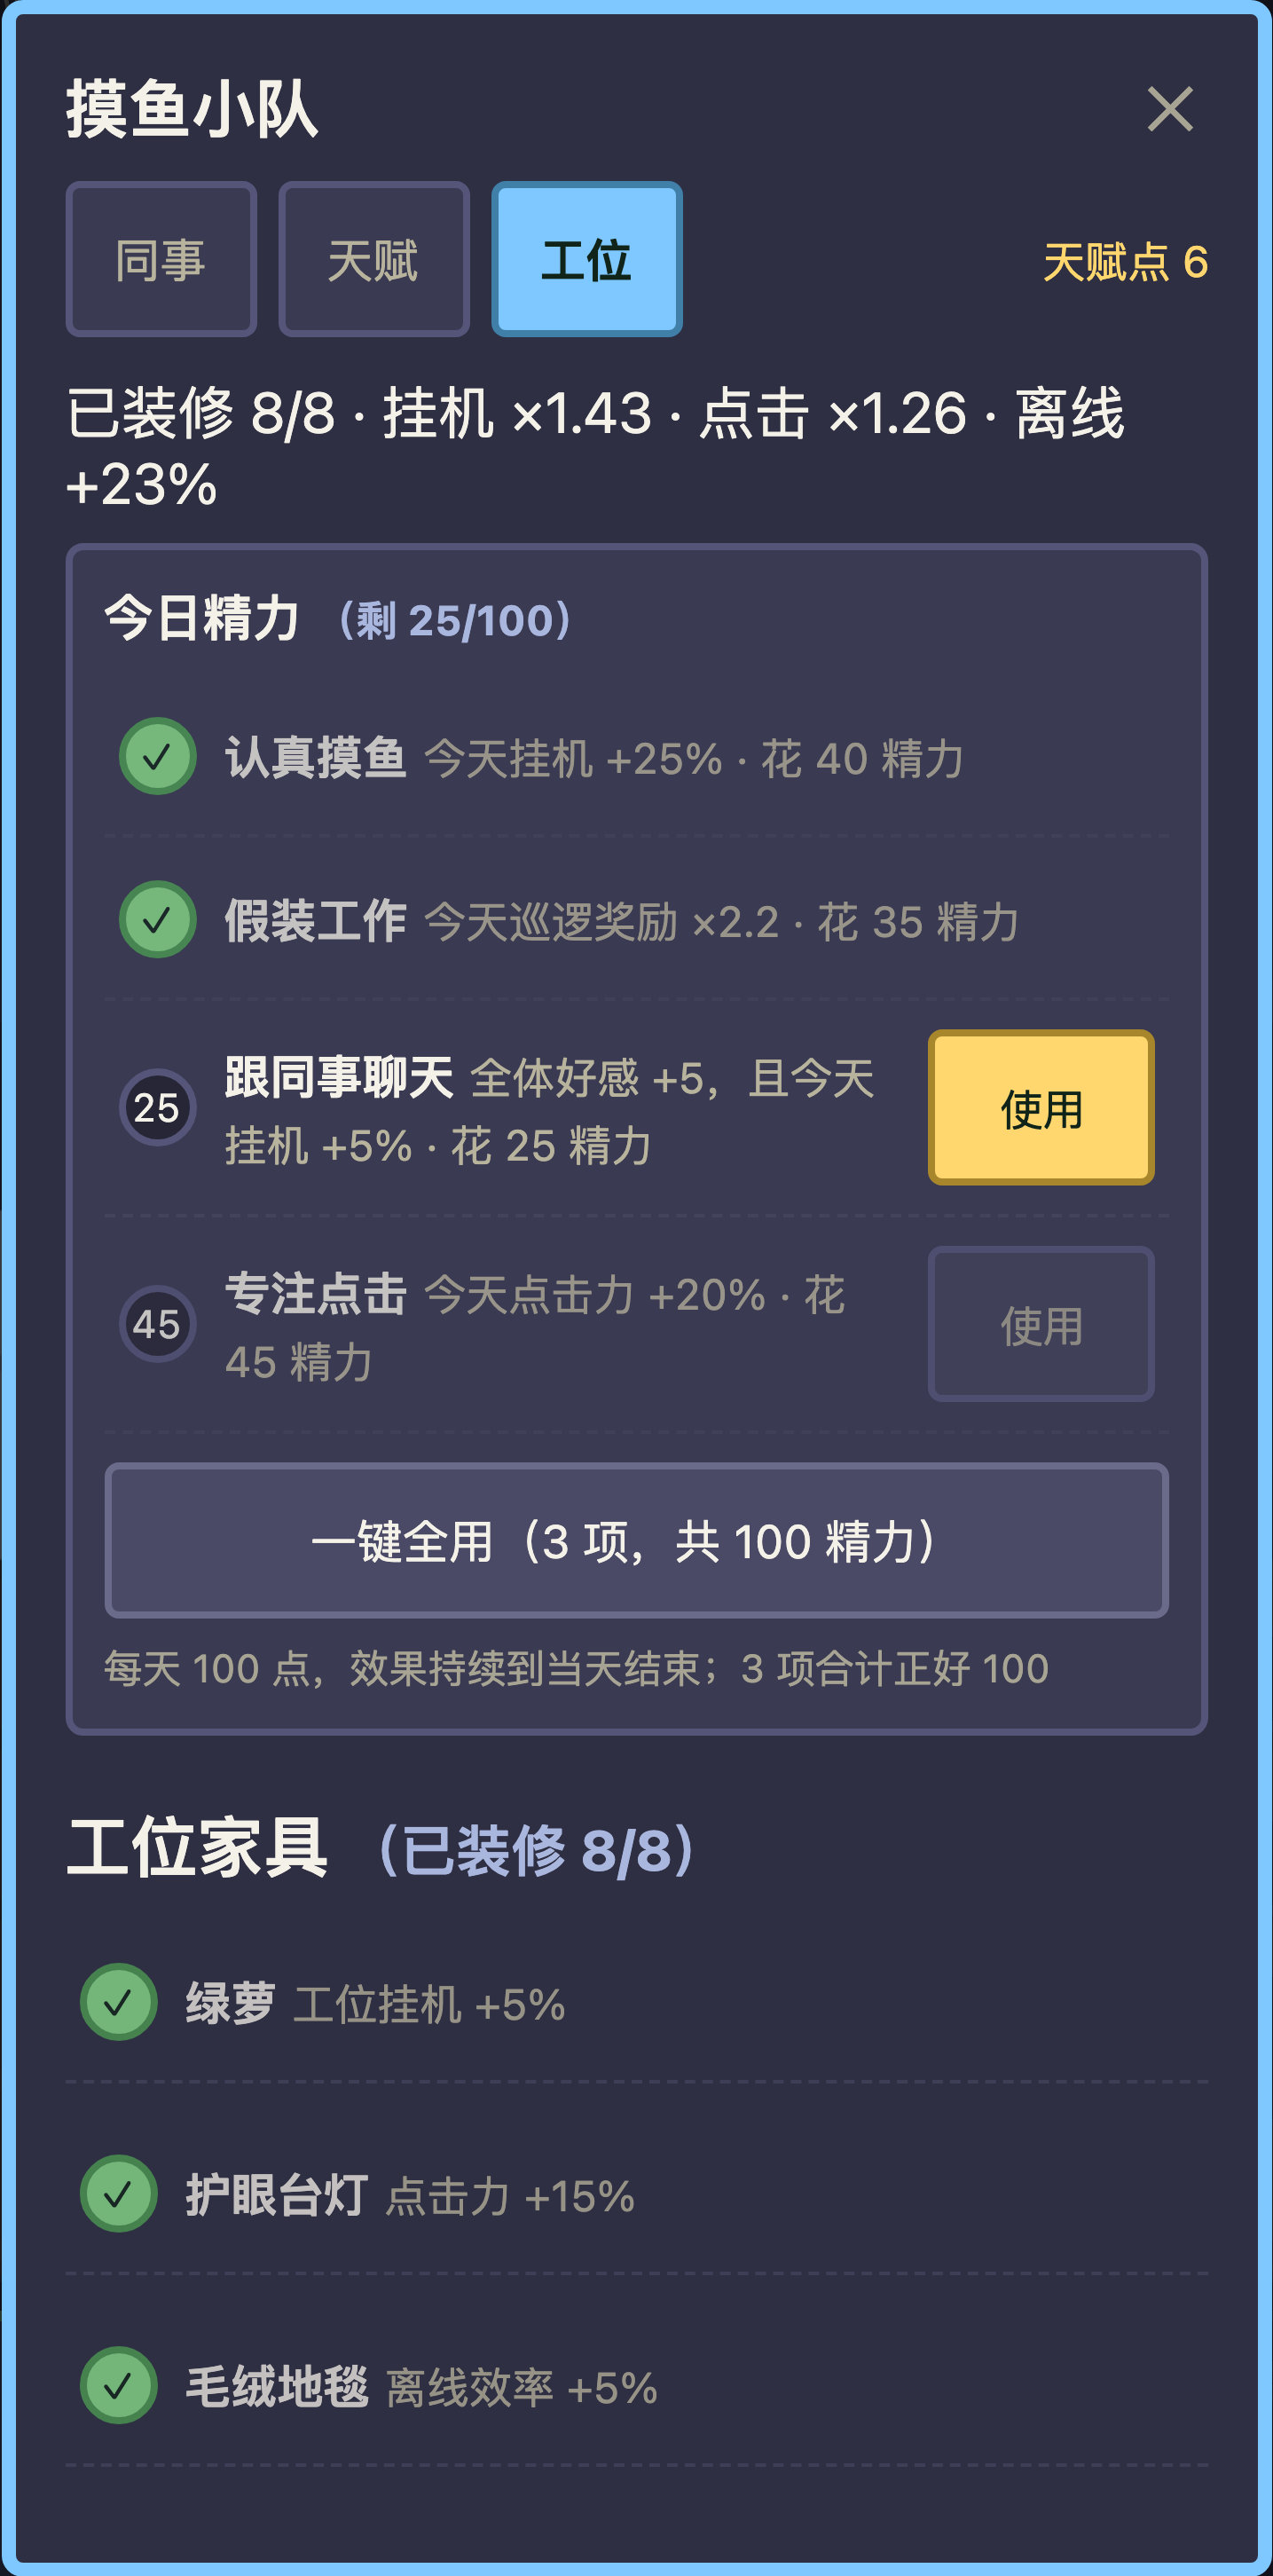 摸鱼小队
同事
天赋
工位
天赋点 6
已装修 8/8 · 挂机 ×1.43 · 点击 ×1.26 · 离线
+23%
今日精力 （剩 25/100）
认真摸鱼 今天挂机 +25% · 花 40 精力
假装工作 今天巡逻奖励 ×2.2 · 花 35 精力
25
跟同事聊天 全体好感 +5，且今天
挂机 +5% · 花 25 精力
使用
45
专注点击 今天点击力 +20% · 花
45 精力
使用
一键全用（3 项，共 100 精力）
每天 100 点，效果持续到当天结束；3 项合计正好 100
工位家具 （已装修 8/8）
绿萝 工位挂机 +5%
护眼台灯 点击力 +15%
毛绒地毯 离线效率 +5%